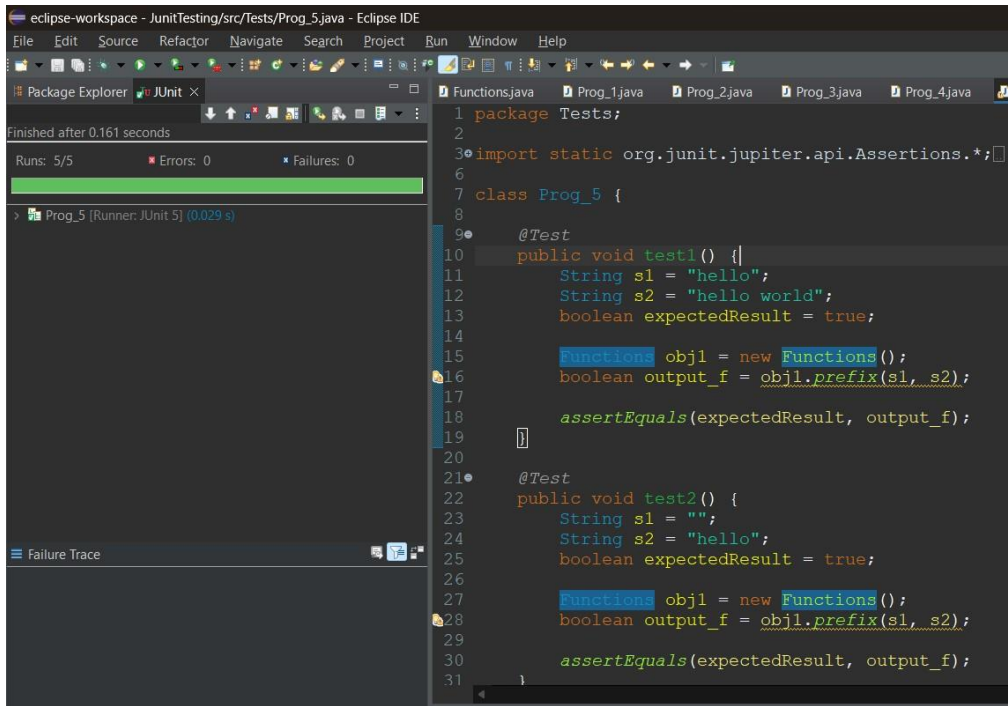 eclipse-workspace - JunitTesting/src/Tests/Prog_5.java - Eclipse IDE
File Edit Source Refactor Navigate Search Project Run Window Help
Package Explorer JUnit ×
Finished after 0.161 seconds
Runs: 5/5 Errors: 0 Failures: 0
Prog_5 [Runner: JUnit 5] (0.029 s)
Failure Trace
Functions.java Prog_1.java Prog_2.java Prog_3.java Prog_4.java
1 package Tests;
2
3 import static org.junit.jupiter.api.Assertions.*;
6
7 class Prog_5 {
8
9 @Test
10 public void test1() {
11 String s1 = "hello";
12 String s2 = "hello world";
13 boolean expectedResult = true;
14
15 Functions obj1 = new Functions();
16 boolean output_f = obj1.prefix(s1, s2);
17
18 assertEquals(expectedResult, output_f);
19 }
20
21 @Test
22 public void test2() {
23 String s1 = "";
24 String s2 = "hello";
25 boolean expectedResult = true;
26
27 Functions obj1 = new Functions();
28 boolean output_f = obj1.prefix(s1, s2);
29
30 assertEquals(expectedResult, output_f);
31 }